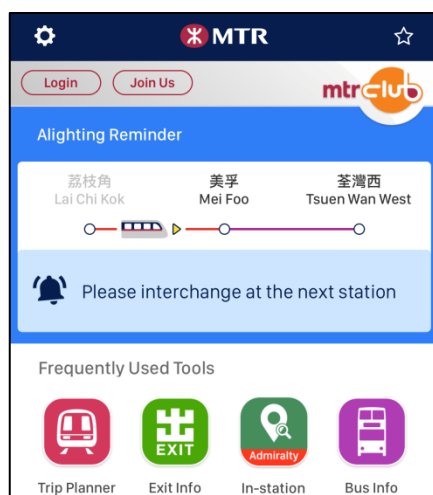 MTR
Login Join Us mtr club
Alighting Reminder
荔枝角 美孚 荃灣西
Lai Chi Kok Mei Foo Tsuen Wan West
Please interchange at the next station
Frequently Used Tools
EXIT Admiralty
Trip Planner Exit Info In-station Bus Info